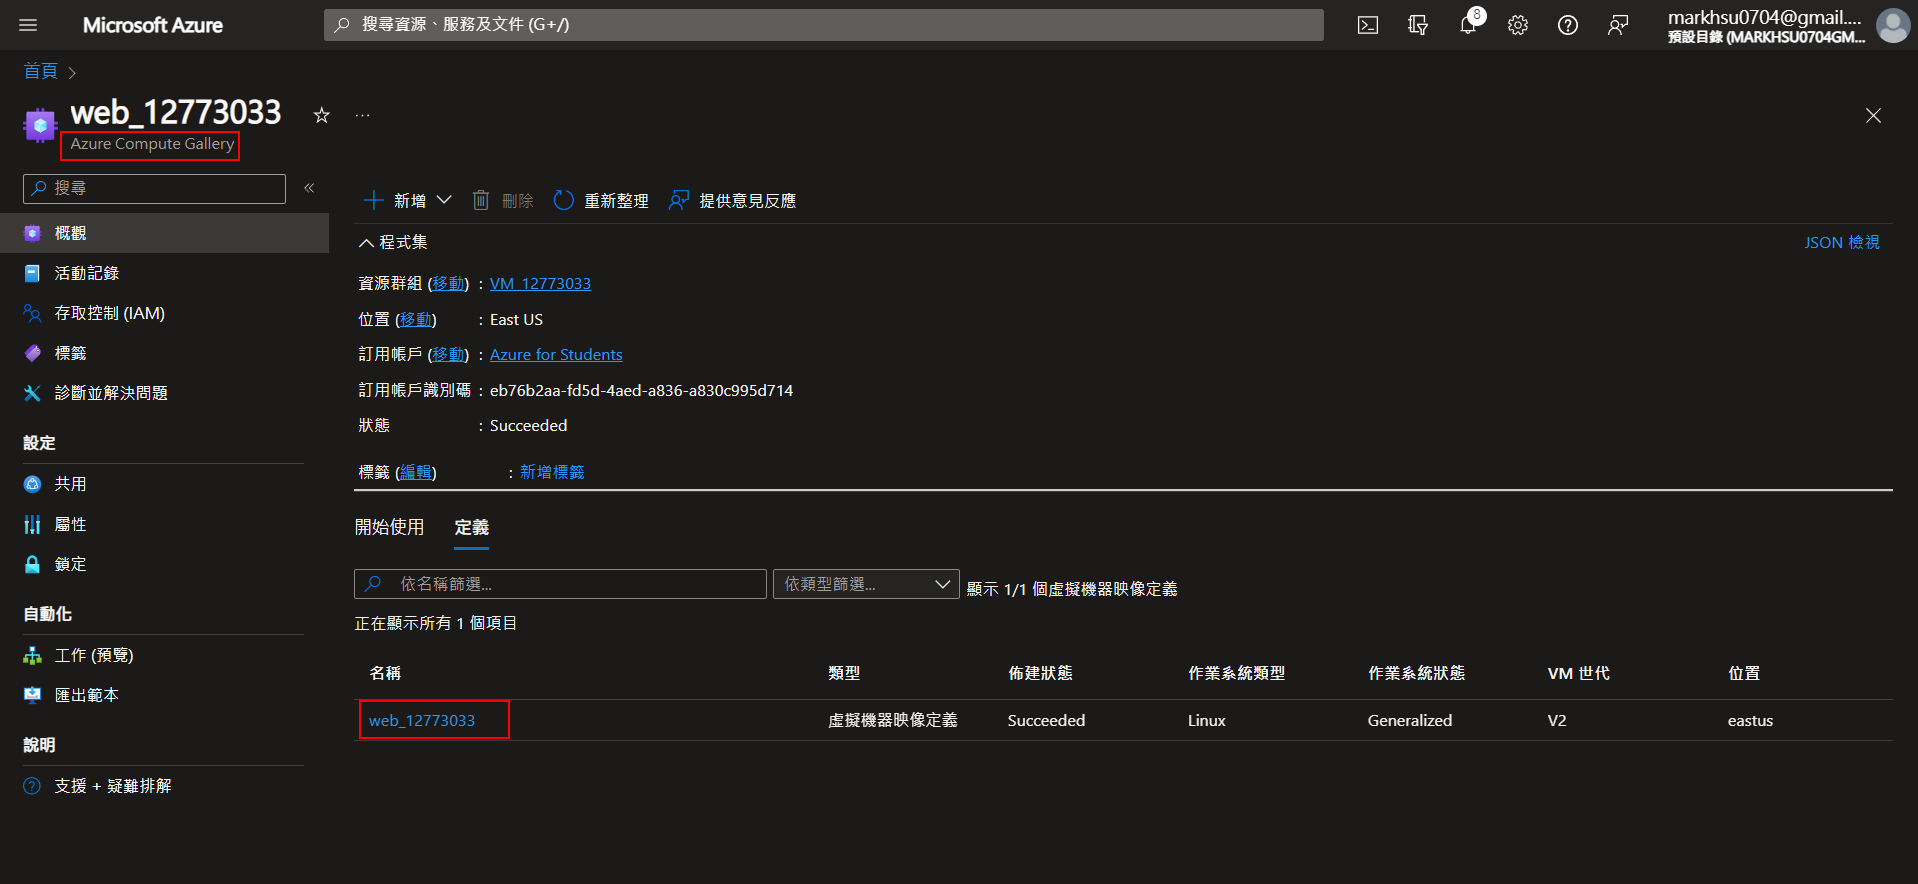 Microsoft Azure
搜尋資源、服務及文件 (G+/)
8
markhsu0704@gmail....
預設目錄 (MARKHSU0704GM...
首頁
web_12773033
Azure Compute Gallery
搜尋
概觀
活動記錄
存取控制 (IAM)
標籤
診斷並解決問題
設定
共用
屬性
鎖定
自動化
工作 (預覽)
匯出範本
說明
支援 + 疑難排解
新增
刪除
重新整理
提供意見反應
程式集
JSON 檢視
資源群組 (移動) : VM_12773033
位置 (移動) : East US
訂用帳戶 (移動) : Azure for Students
訂用帳戶識別碼 : eb76b2aa-fd5d-4aed-a836-a830c995d714
狀態 : Succeeded
標籤 (編輯) : 新增標籤
開始使用 定義
依名稱篩選... 依類型篩選... 顯示 1/1 個虛擬機器映像定義
正在顯示所有 1 個項目
名稱 類型 佈建狀態 作業系統類型 作業系統狀態 VM 世代 位置
web_12773033 虛擬機器映像定義 Succeeded Linux Generalized V2 eastus